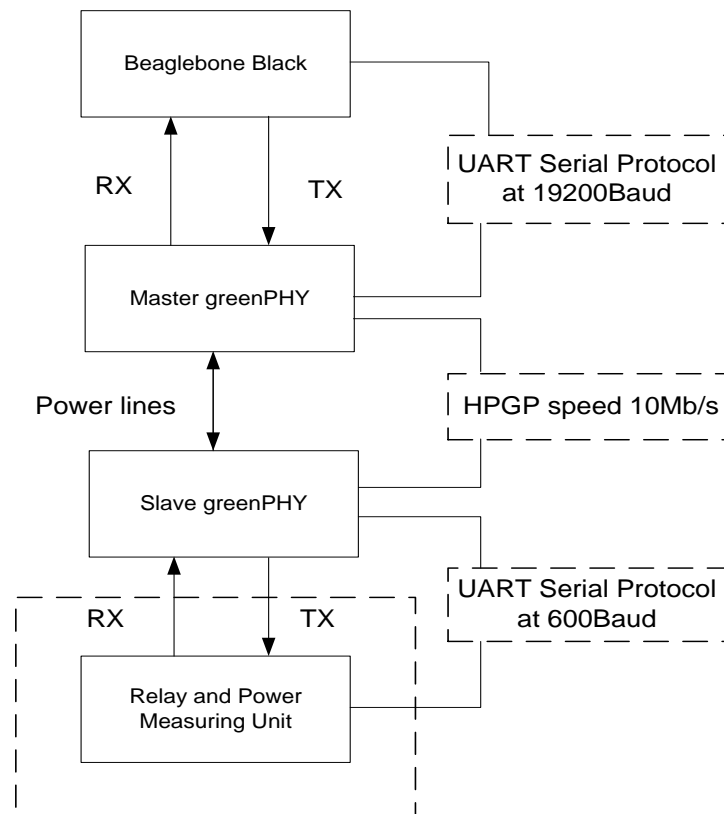 Beaglebone Black
UART Serial Protocol
at 19200Baud
RX
TX
Master greenPHY
Power lines
HPGP speed 10Mb/s
Slave greenPHY
UART Serial Protocol
at 600Baud
RX
TX
Relay and Power
Measuring Unit